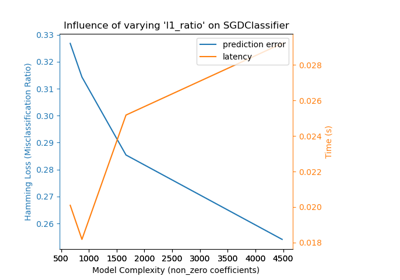 Influence of varying 'l1_ratio' on SGDClassifier
prediction error
latency
Hamming Loss (Misclassification Ratio)
0.33
0.32
0.31
0.30
0.29
0.28
0.27
0.26
0.028
0.026
0.024
0.022
0.020
0.018
Time (s)
500 1000 1500 2000 2500 3000 3500 4000 4500
Model Complexity (non_zero coefficients)